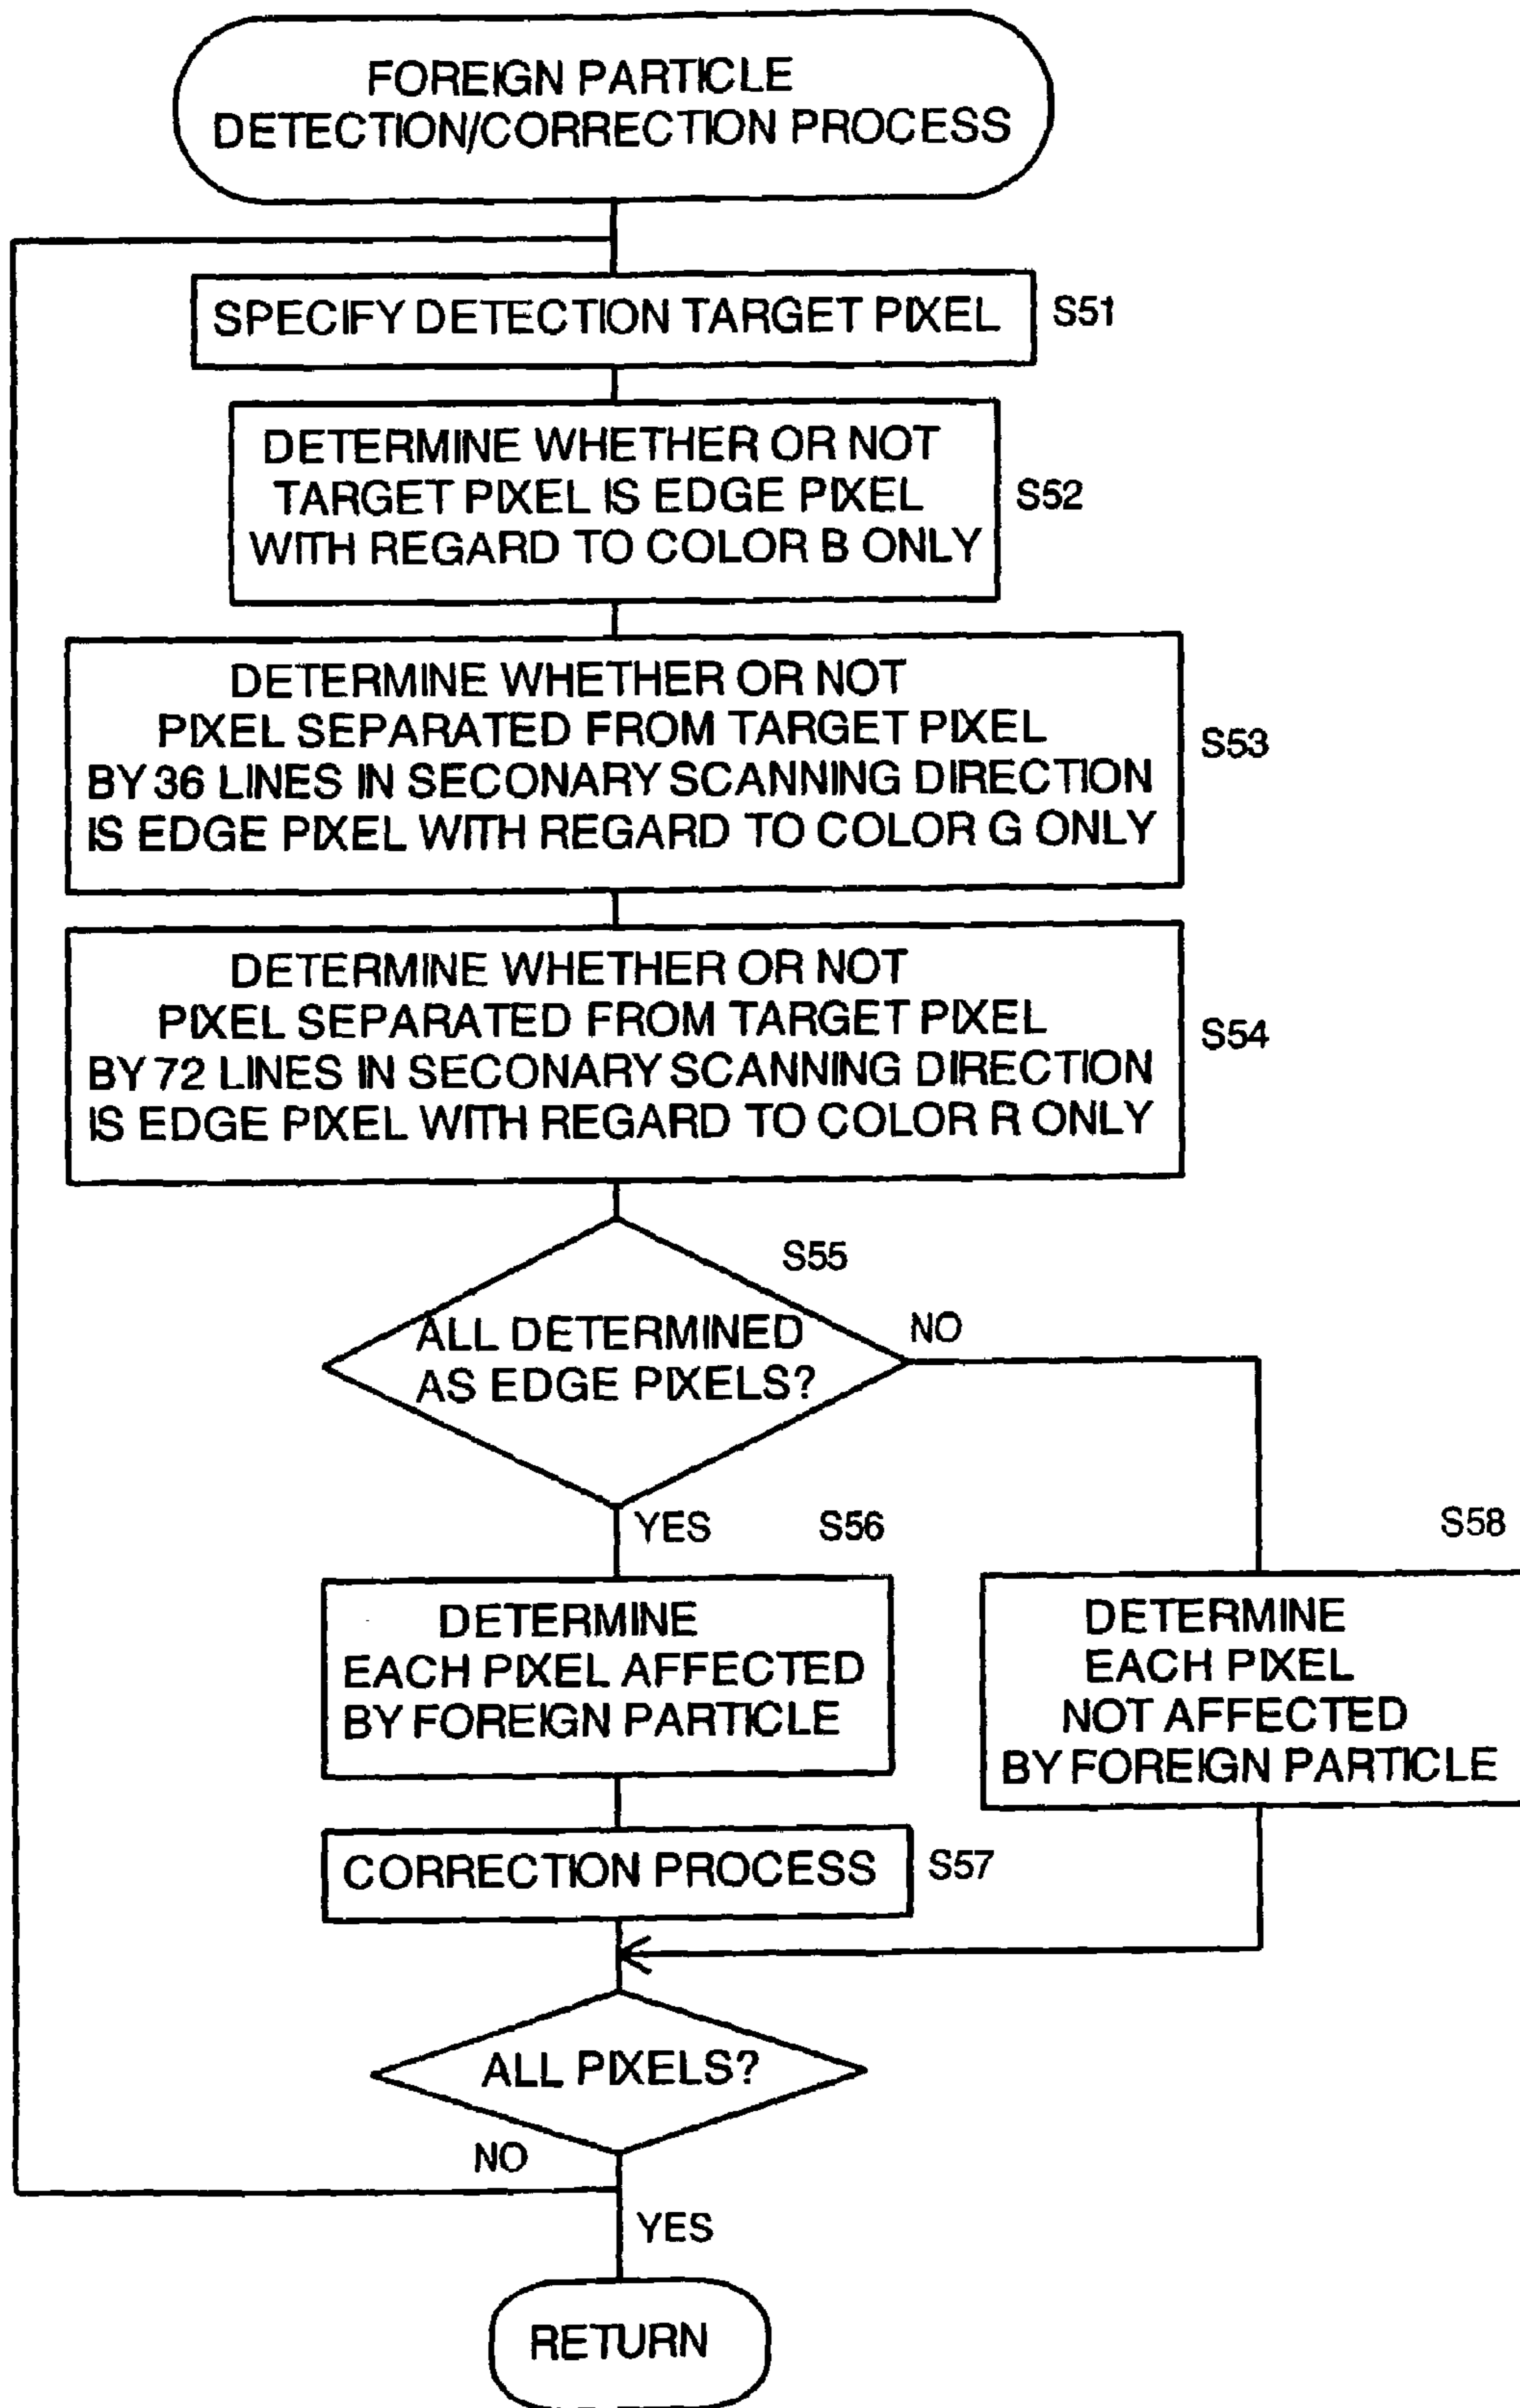 FOREIGN PARTICLE
DETECTION/CORRECTION PROCESS
SPECIFY DETECTION TARGET PIXEL
S51
DETERMINE WHETHER OR NOT
TARGET PIXEL IS EDGE PIXEL
WITH REGARD TO COLOR B ONLY
S52
DETERMINE WHETHER OR NOT
PIXEL SEPARATED FROM TARGET PIXEL
BY 36 LINES IN SECONARY SCANNING DIRECTION
IS EDGE PIXEL WITH REGARD TO COLOR G ONLY
S53
DETERMINE WHETHER OR NOT
PIXEL SEPARATED FROM TARGET PIXEL
BY 72 LINES IN SECONARY SCANNING DIRECTION
IS EDGE PIXEL WITH REGARD TO COLOR R ONLY
S54
S55
ALL DETERMINED
AS EDGE PIXELS?
NO
YES
S56
DETERMINE
EACH PIXEL AFFECTED
BY FOREIGN PARTICLE
S58
DETERMINE
EACH PIXEL
NOT AFFECTED
BY FOREIGN PARTICLE
CORRECTION PROCESS
S57
ALL PIXELS?
NO
YES
RETURN